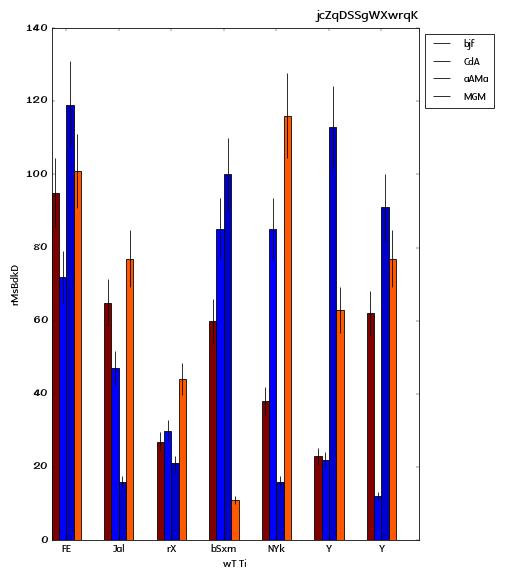 jcZqDSSgWXwrqK
bjf
CdA
aAMa
MGM
140
120
100
80
60
40
20
0
rMsBdkD
FE Jal rX bSxm NYk Y Y
wT Ti